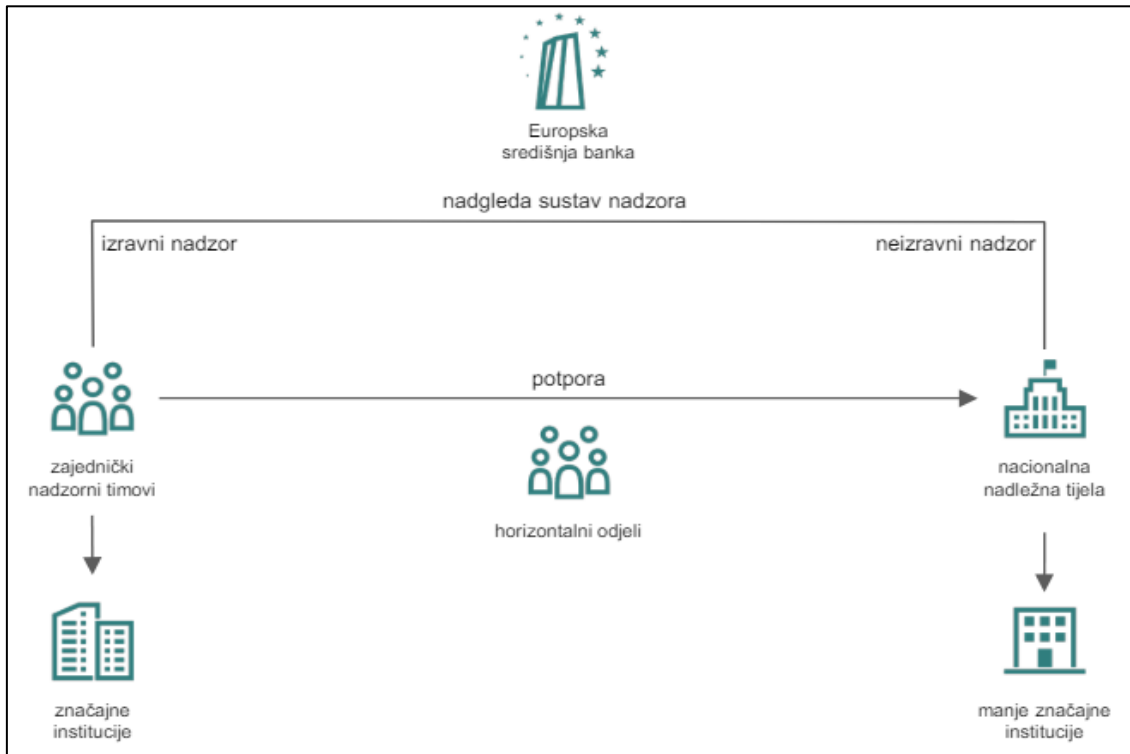 Europska
središnja banka
nadgleda sustav nadzora
izravni nadzor
neizravni nadzor
potpora
zajednički
nadzorni timovi
horizontalni odjeli
nacionalna
nadležna tijela
značajne
institucije
manje značajne
institucije